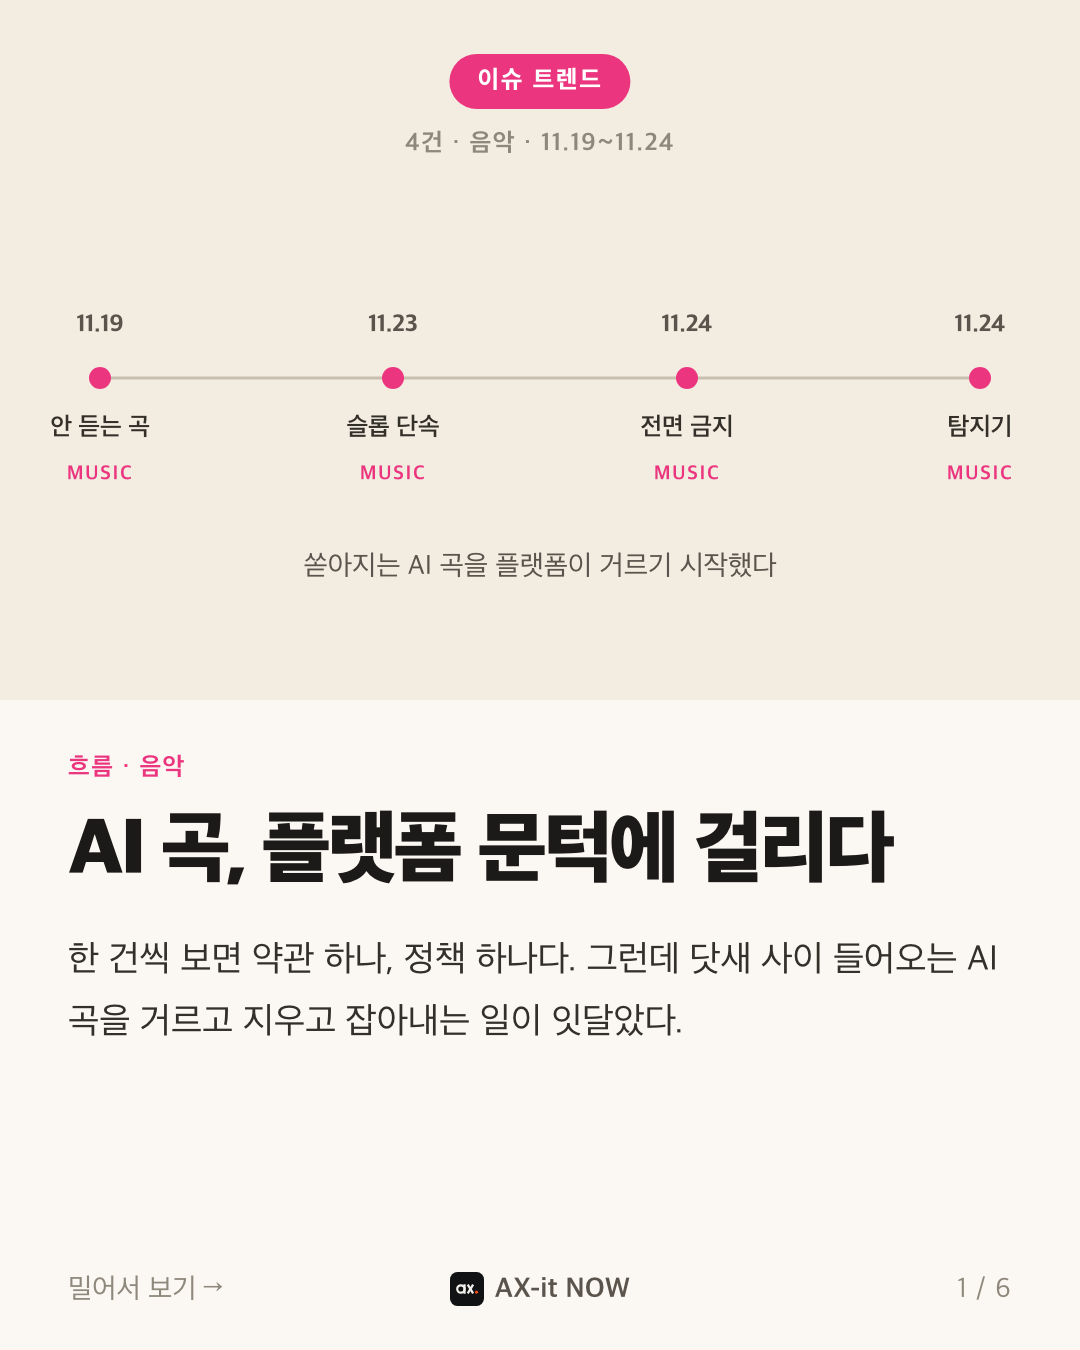 이슈 트렌드
4건 · 음악 · 11.19~11.24
11.19 11.23 11.24 11.24
안 듣는 곡 슬롭 단속 전면 금지 탐지기
MUSIC MUSIC MUSIC MUSIC
쏟아지는 AI 곡을 플랫폼이 거르기 시작했다
흐름 · 음악
AI 곡, 플랫폼 문턱에 걸리다
한 건씩 보면 약관 하나, 정책 하나다. 그런데 닷새 사이 들어오는 AI
곡을 거르고 지우고 잡아내는 일이 잇달았다.
밀어서 보기 → ax. AX-it NOW 1 / 6